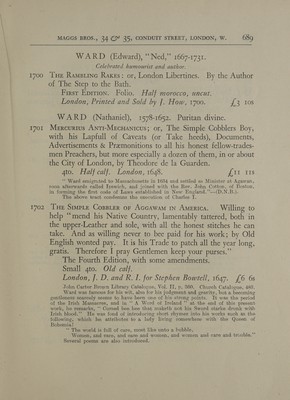 MAGGS BROS., 34 & 35, CONDUIT STREET, LONDON, W. 689
WARD (Edward), "Ned," 1667-1731.
Celebrated humourist and author.
1700 THE RAMBLING RAKES: or, London Libertines. By the Author
of The Step to the Bath.
FIRST EDITION. Folio. Half morocco, uncut.
London, Printed and Sold by J. How, 1700. £3 10s
WARD (Nathaniel), 1578-1652. Puritan divine.
1701 MERCURIUS ANTI-MECHANICUS; or, The Simple Cobblers Boy,
with his Lapfull of Caveats (or Take heeds), Documents,
Advertisements & Præmonitions to all his honest fellow-trades-
men Preachers, but more especially a dozen of them, in or about
the City of London, by Theodore de la Guarden.
4to. Half calf. London, 1648. £11 11s
" Ward emigrated to Massachusetts in 1634 and settled as Minister at Agawam,
soon afterwards called Ipswich, and joined with the Rev. John Cotton, of Boston,
in forming the first code of Laws established in New England."—(D.N.B.).
The above tract condemns the execution of Charles I.
1702 THE SIMPLE COBBLER OF AGGAWAM IN AMERICA. Willing to
help "mend his Native Country, lamentably tattered, both in
the upper-Leather and sole, with all the honest stitches he can
take. And as willing never to be paid for his work; by Old
English wonted pay. It is his Trade to patch all the year long,
gratis. Therefore I pray Gentlemen keep your purses."
The Fourth Edition, with some amendments.
Small 4to. Old calf.
London, J. D. and R. I. for Stephen Bowtell, 1647. £6 6s
John Carter Brown Library Catalogue, Vol. II, p. 380. Church Catalogue, 485.
Ward was famous for his wit, also for his judgment and gravity, but a becoming
gentleness scarcely seems to have been one of his strong points. It was the period
of the Irish Massacres, and in "A Word of Ireland" at the end of this present
work, he remarks, "Cursed bee hee that maketh not his Sword starke drunk with
Irish blood." He was fond of introducing short rhymes into his works such as the
following, which he attributes to a lady living somewhere with the Queen of
Bohemia:
" The world is full of care, much like unto a bubble,
Women, and care, and care and women, and women and care and trouble."
Several poems are also introduced.